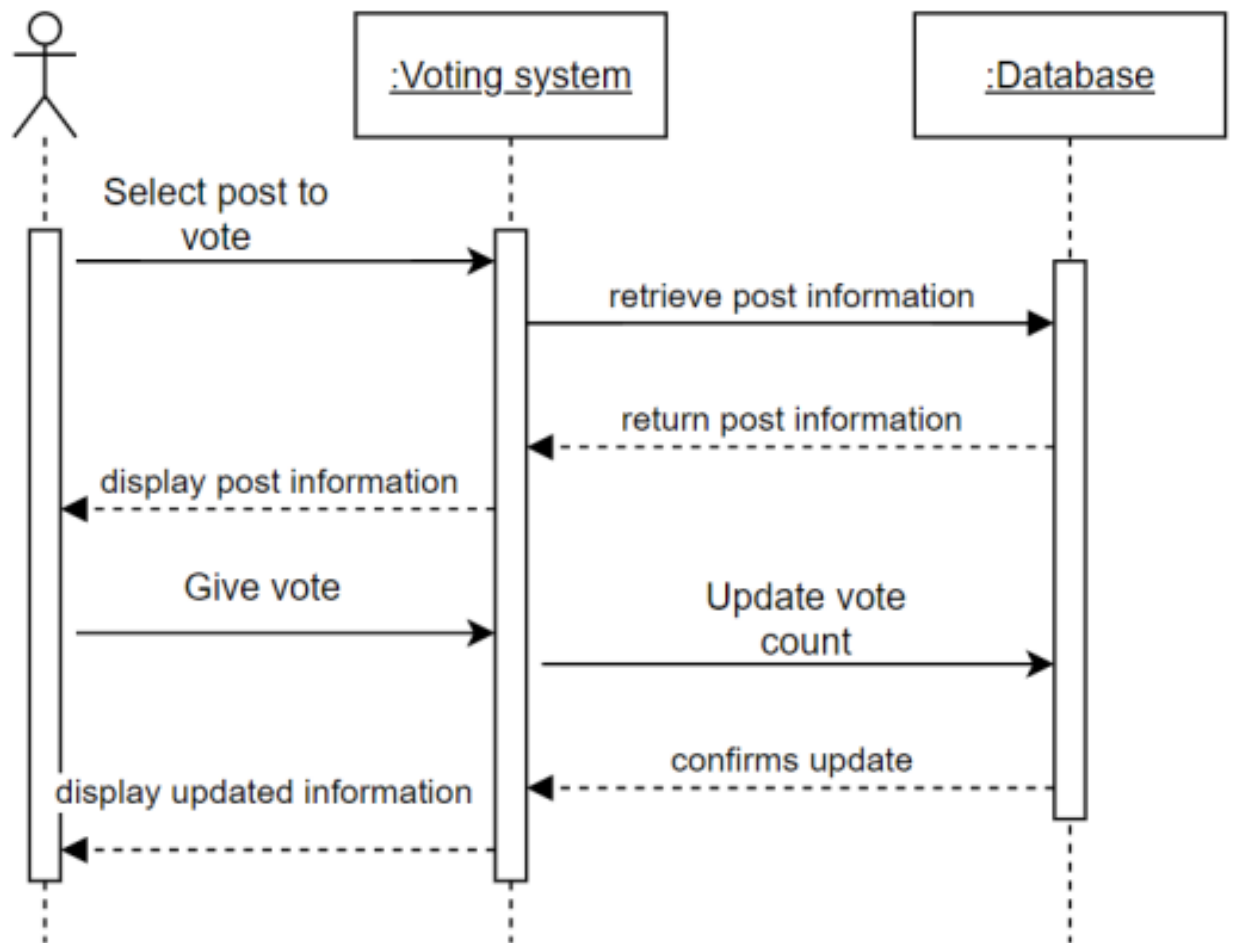 :Voting system
:Database
Select post to
vote
retrieve post information
return post information
display post information
Give vote
Update vote
count
confirms update
display updated information